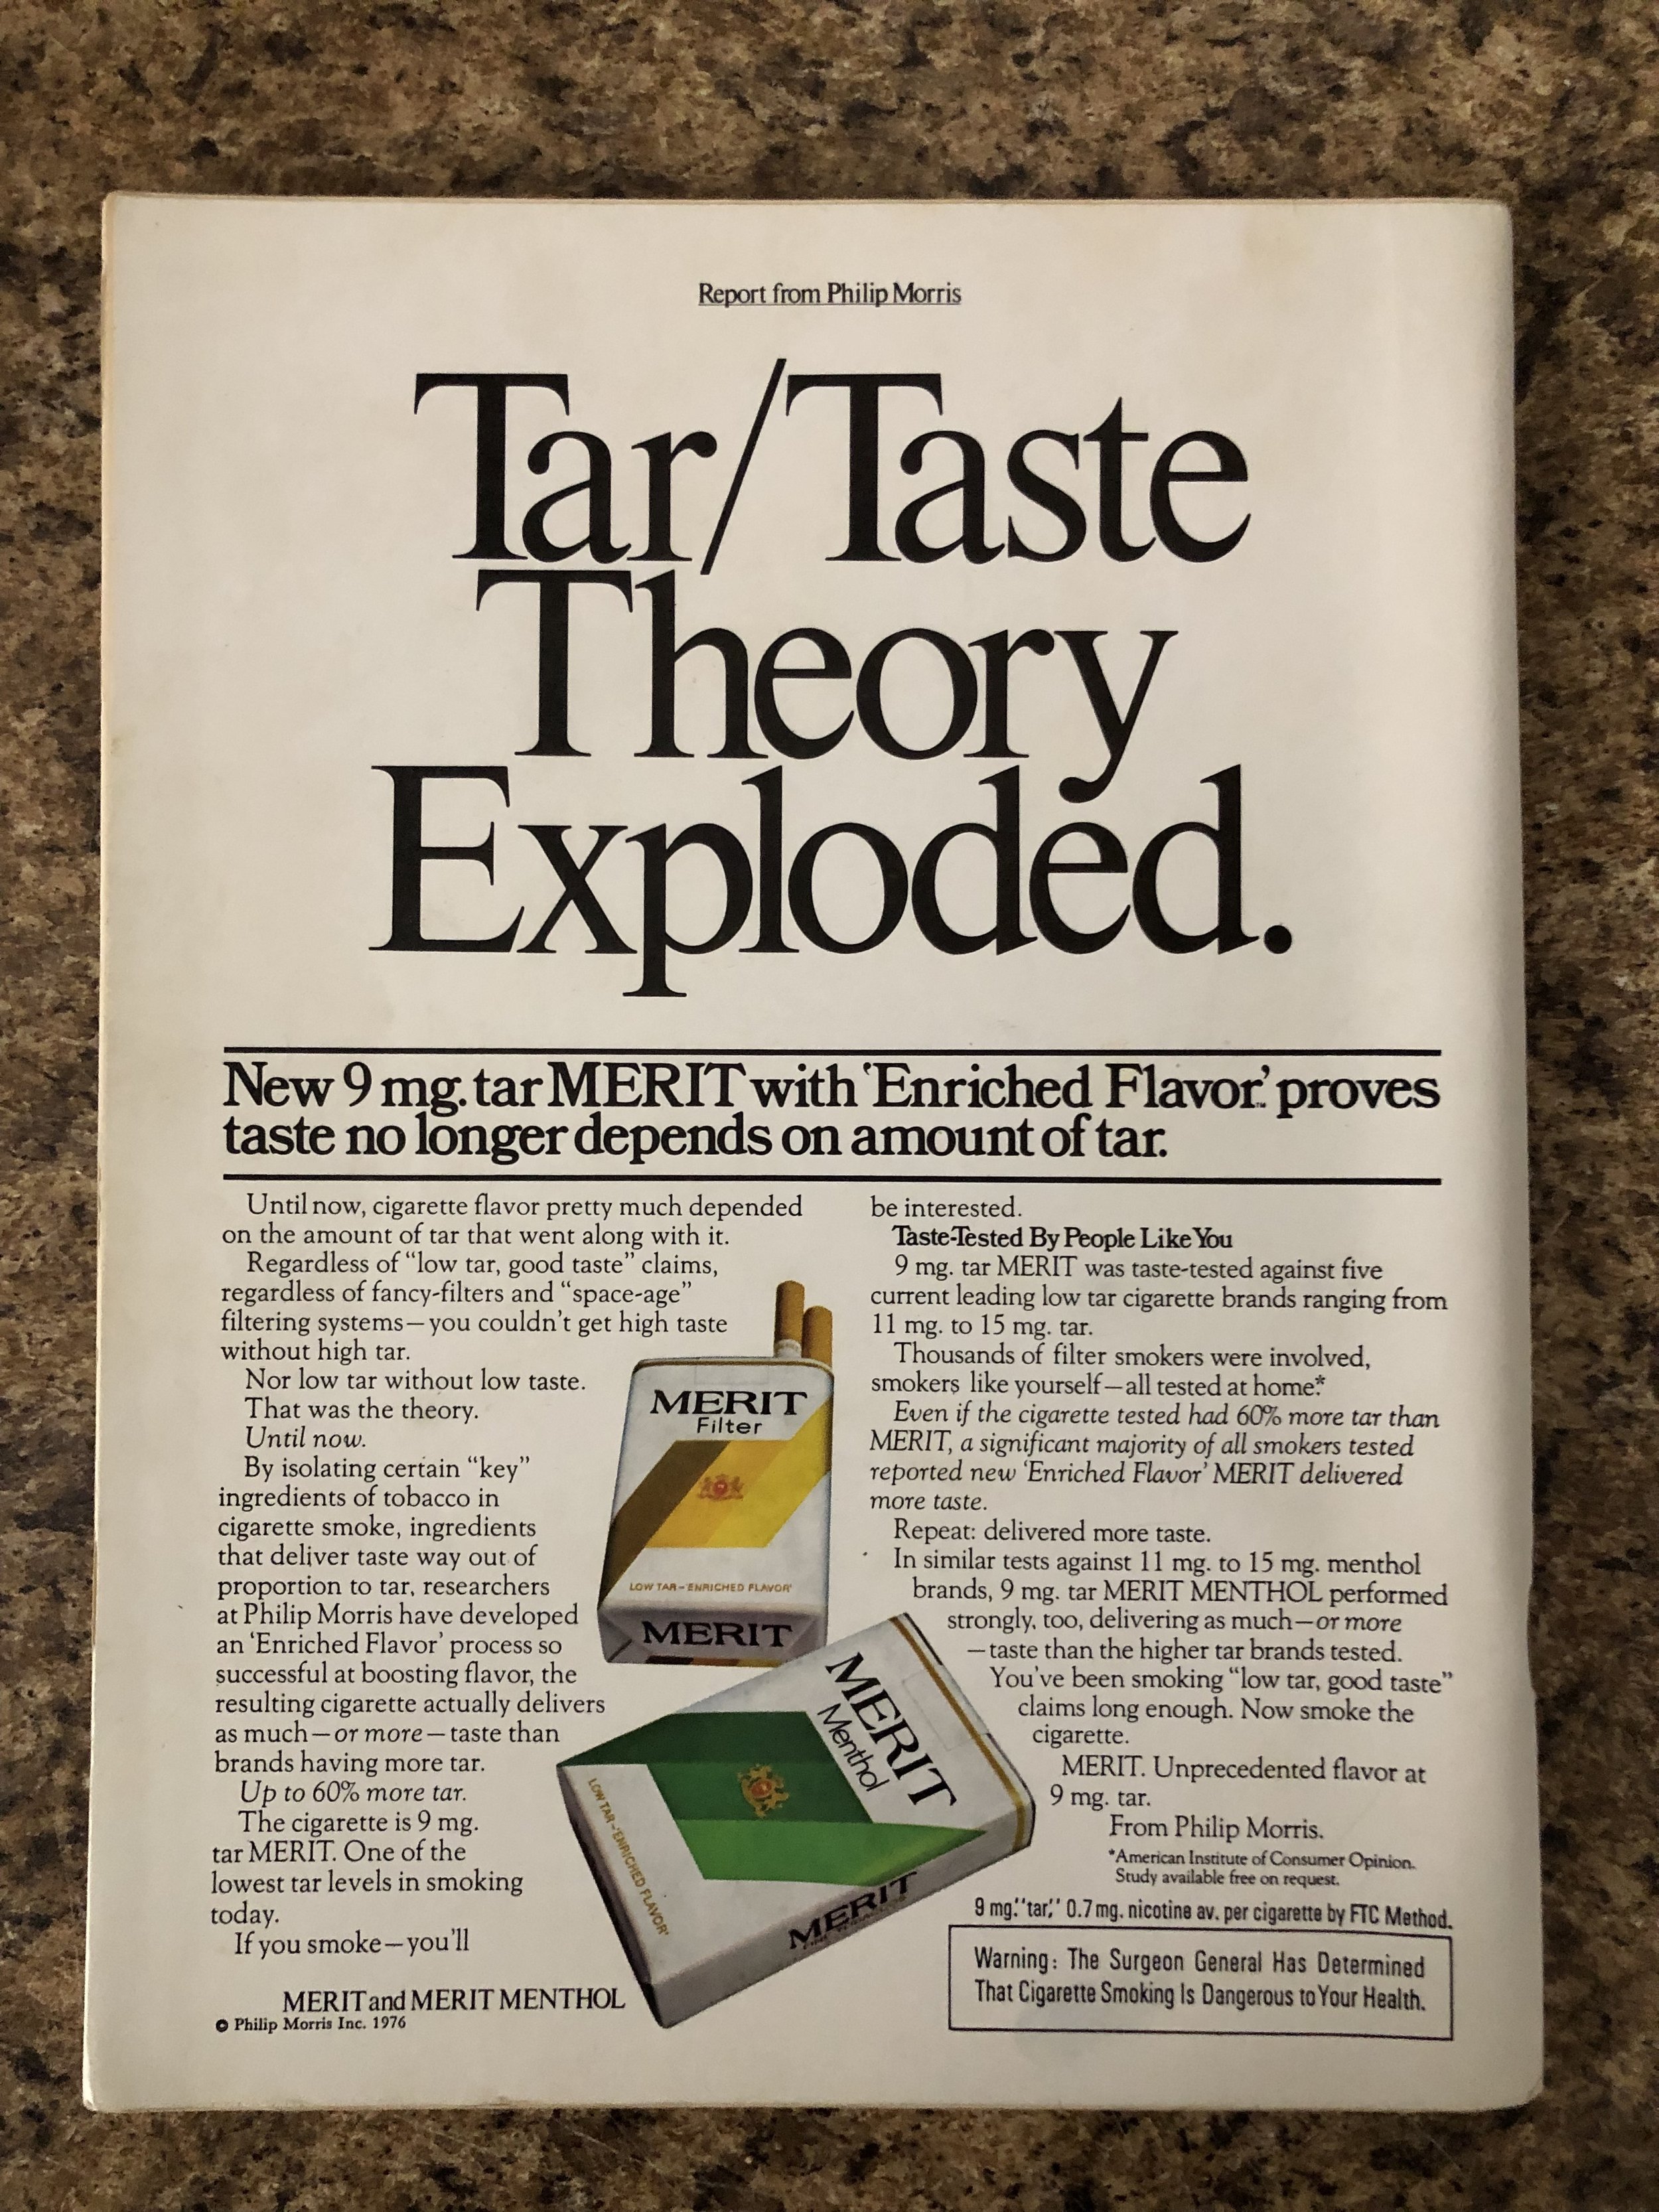 Report from Philip Morris
Tar/Taste
Theory
Exploded.
New 9 mg. tar MERIT with 'Enriched Flavor.' proves
taste no longer depends on amount of tar.
Until now, cigarette flavor pretty much depended
on the amount of tar that went along with it.
Regardless of "low tar, good taste" claims,
regardless of fancy-filters and "space-age"
filtering systems—you couldn't get high taste
without high tar.
Nor low tar without low taste.
That was the theory.
Until now.
By isolating certain "key"
ingredients of tobacco in
cigarette smoke, ingredients
that deliver taste way out of
proportion to tar, researchers
at Philip Morris have developed
an 'Enriched Flavor' process so
successful at boosting flavor, the
resulting cigarette actually delivers
as much—or more—taste than
brands having more tar.
Up to 60% more tar.
The cigarette is 9 mg.
tar MERIT. One of the
lowest tar levels in smoking
today.
If you smoke—you'll
be interested.
Taste-Tested By People Like You
9 mg. tar MERIT was taste-tested against five
current leading low tar cigarette brands ranging from
11 mg. to 15 mg. tar.
Thousands of filter smokers were involved,
smokers like yourself—all tested at home.*
Even if the cigarette tested had 60% more tar than
MERIT, a significant majority of all smokers tested
reported new 'Enriched Flavor' MERIT delivered
more taste.
Repeat: delivered more taste.
In similar tests against 11 mg. to 15 mg. menthol
brands, 9 mg. tar MERIT MENTHOL performed
strongly, too, delivering as much—or more
—taste than the higher tar brands tested.
You've been smoking "low tar, good taste"
claims long enough. Now smoke the
cigarette.
MERIT. Unprecedented flavor at
9 mg. tar.
From Philip Morris.
*American Institute of Consumer Opinion.
Study available free on request.
9 mg. "tar," 0.7 mg. nicotine av. per cigarette by FTC Method.
Warning: The Surgeon General Has Determined
That Cigarette Smoking Is Dangerous to Your Health.
MERIT
Filter
LOW TAR-'ENRICHED FLAVOR'
MERIT
MERIT
Menthol
LOW TAR-'ENRICHED FLAVOR'
MERIT
MERIT and MERIT MENTHOL
© Philip Morris Inc. 1976